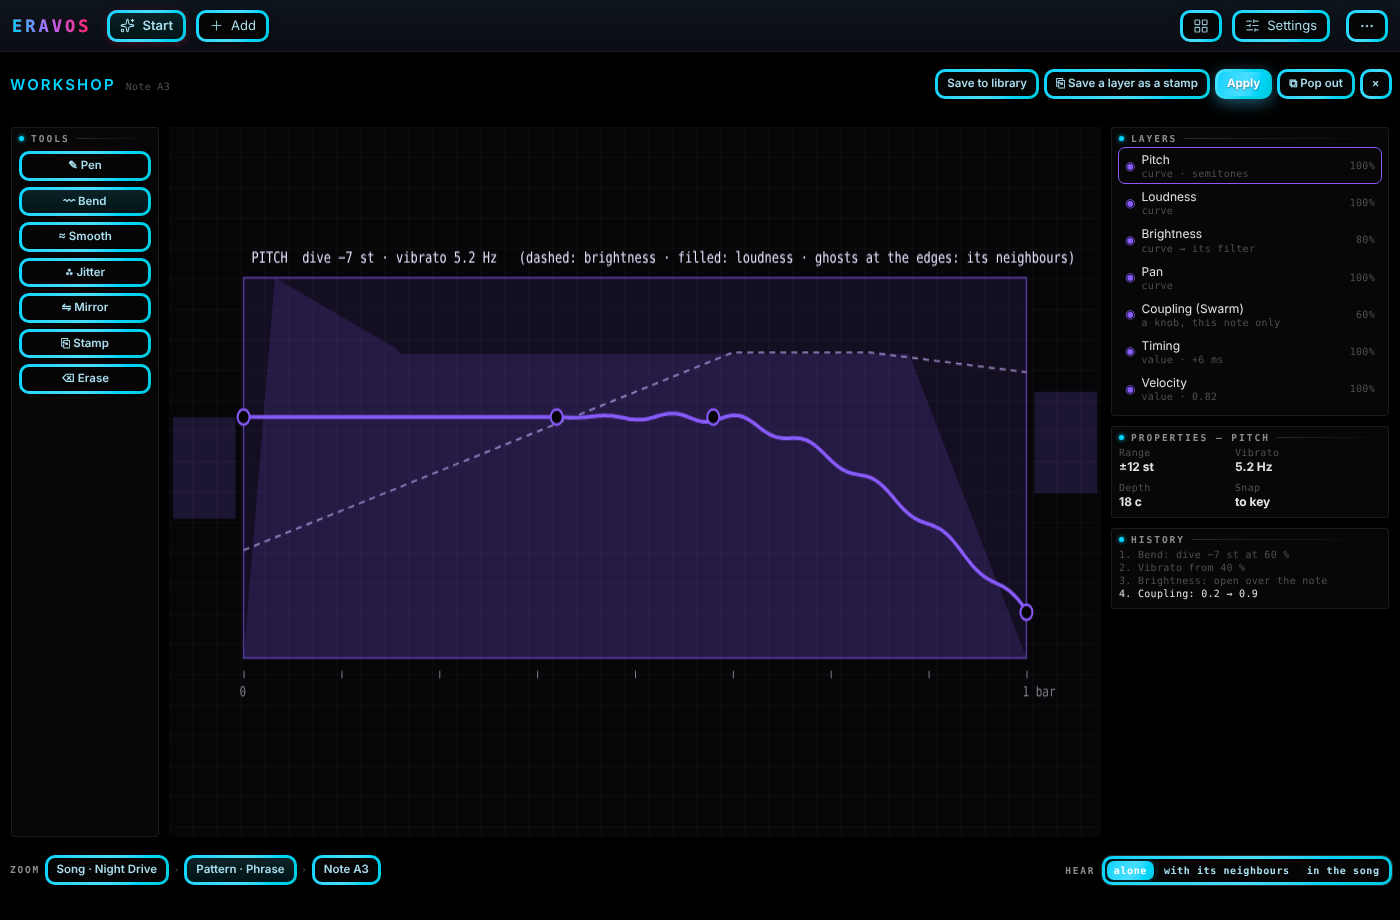 ERAVOS
Start
Add
Settings
WORKSHOP Note A3
Save to library
Save a layer as a stamp
Apply
Pop out
×
TOOLS
Pen
Bend
Smooth
Jitter
Mirror
Stamp
Erase
PITCH dive −7 st · vibrato 5.2 Hz (dashed: brightness · filled: loudness · ghosts at the edges: its neighbours)
0
1 bar
LAYERS
Pitch
curve · semitones
100%
Loudness
curve
100%
Brightness
curve → its filter
80%
Pan
curve
100%
Coupling (Swarm)
a knob, this note only
60%
Timing
value · +6 ms
100%
Velocity
value · 0.82
100%
PROPERTIES — PITCH
Range Vibrato
±12 st 5.2 Hz
Depth Snap
18 c to key
HISTORY
1. Bend: dive −7 st at 60 %
2. Vibrato from 40 %
3. Brightness: open over the note
4. Coupling: 0.2 → 0.9
ZOOM Song · Night Drive › Pattern · Phrase › Note A3
HEAR alone with its neighbours in the song